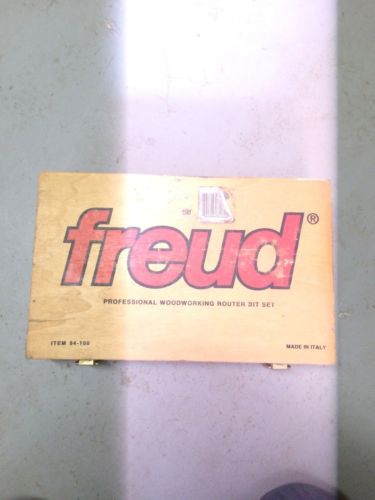 freud®
PROFESSIONAL WOODWORKING ROUTER BIT SET
ITEM 94-100
MADE IN ITALY